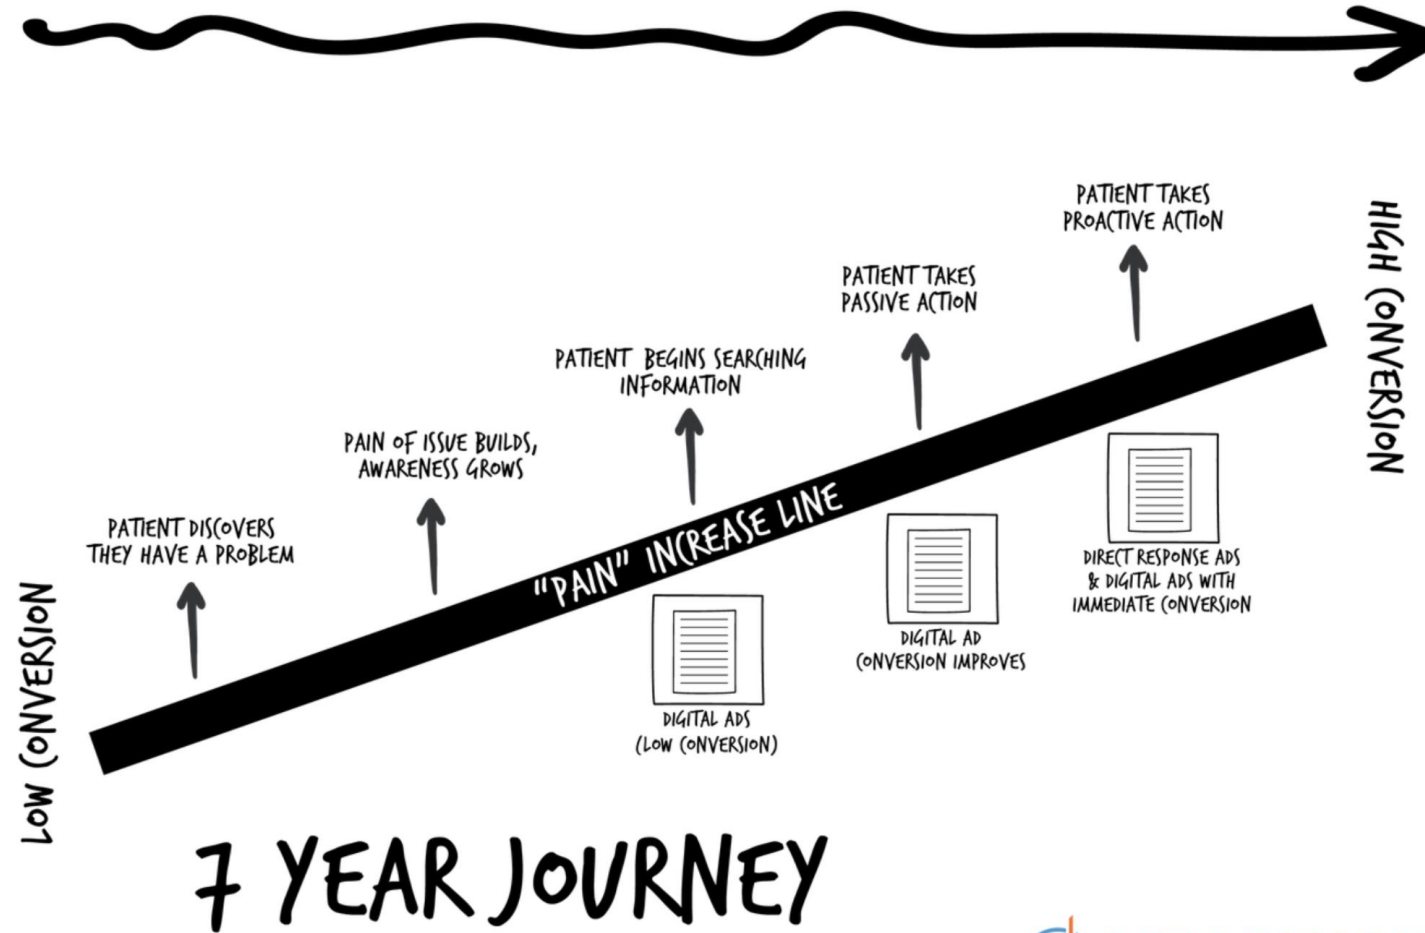 PATIENT TAKES
PROACTIVE ACTION
HIGH CONVERSION
PATIENT TAKES
PASSIVE ACTION
PATIENT BEGINS SEARCHING
INFORMATION
PAIN OF ISSUE BUILDS,
AWARENESS GROWS
PATIENT DISCOVERS
THEY HAVE A PROBLEM
LOW CONVERSION
"PAIN" INCREASE LINE
DIRECT RESPONSE ADS
& DIGITAL ADS WITH
IMMEDIATE CONVERSION
DIGITAL AD
CONVERSION IMPROVES
DIGITAL ADS
(LOW CONVERSION)
7 YEAR JOURNEY